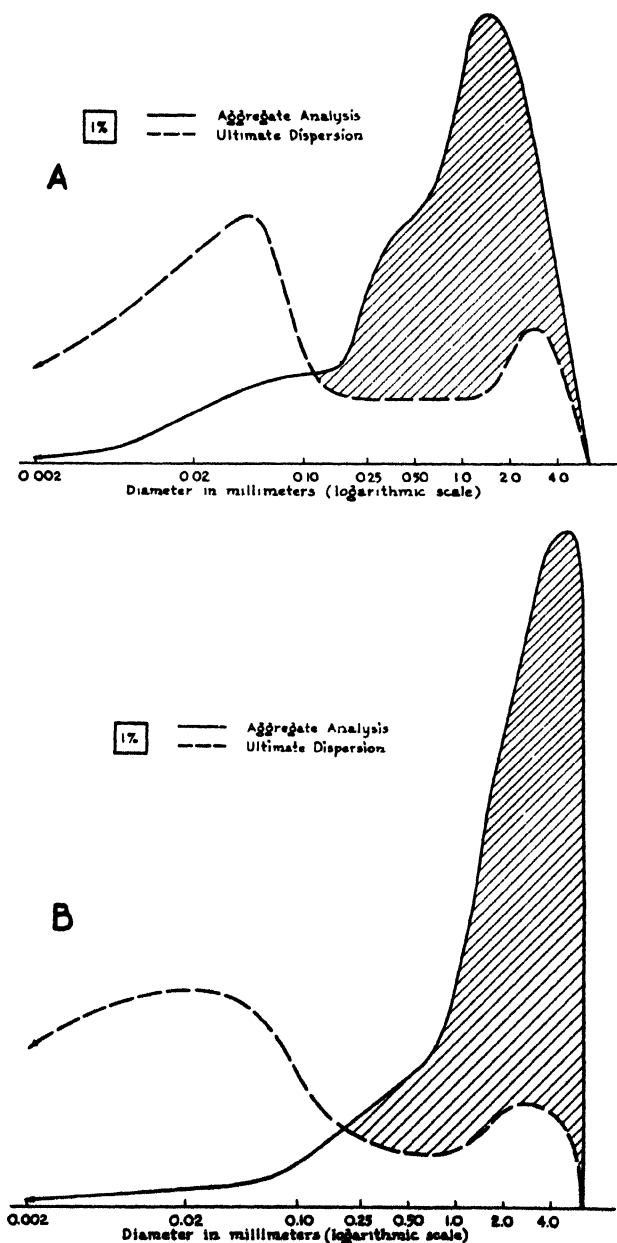 1% Aggregate Analysis
Ultimate Dispersion
A
0.002 0.02 0.10 0.25 0.50 1.0 2.0 4.0
Diameter in millimeters (logarithmic scale)
1% Aggregate Analysis
Ultimate Dispersion
B
0.002 0.02 0.10 0.25 0.50 1.0 2.0 4.0
Diameter in millimeters (logarithmic scale)